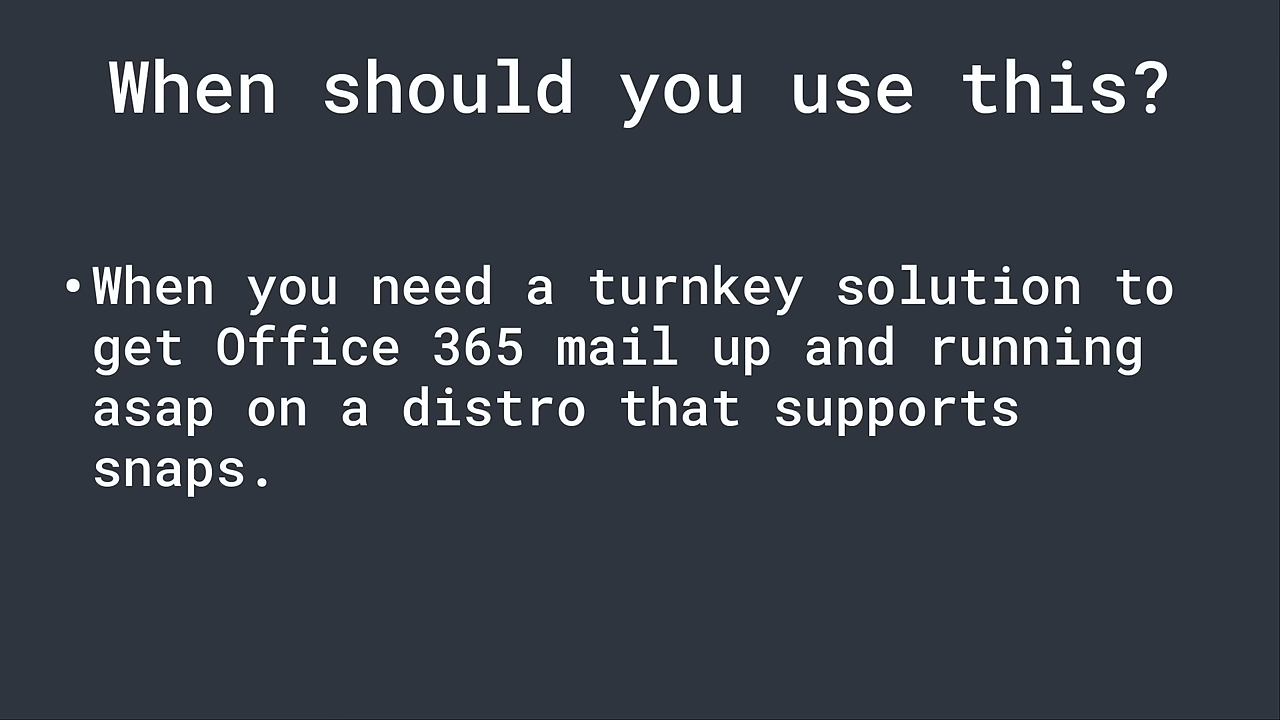 When should you use this?
•When you need a turnkey solution to
get Office 365 mail up and running
asap on a distro that supports
snaps.